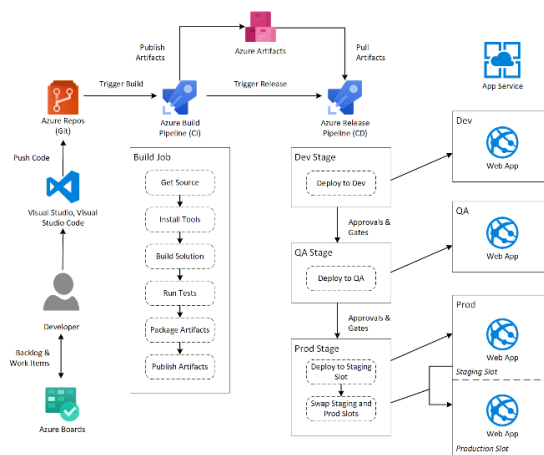 Publish
Artifacts
Azure Artifacts
Pull
Artifacts
App Service
Trigger Build
Trigger Release
Azure Repos
(Git)
Azure Build
Pipeline (CI)
Azure Release
Pipeline (CD)
Push Code
Visual Studio, Visual
Studio Code
Developer
Backlog &
Work Items
Azure Boards
Build Job
Get Source
Install Tools
Build Solution
Run Tests
Package Artifacts
Publish Artifacts
Dev Stage
Deploy to Dev
Approvals &
Gates
QA Stage
Deploy to QA
Approvals &
Gates
Prod Stage
Deploy to Staging
Slot
Swap Staging and
Prod Slots
Dev
Web App
QA
Web App
Prod
Web App
Staging Slot
Web App
Production Slot